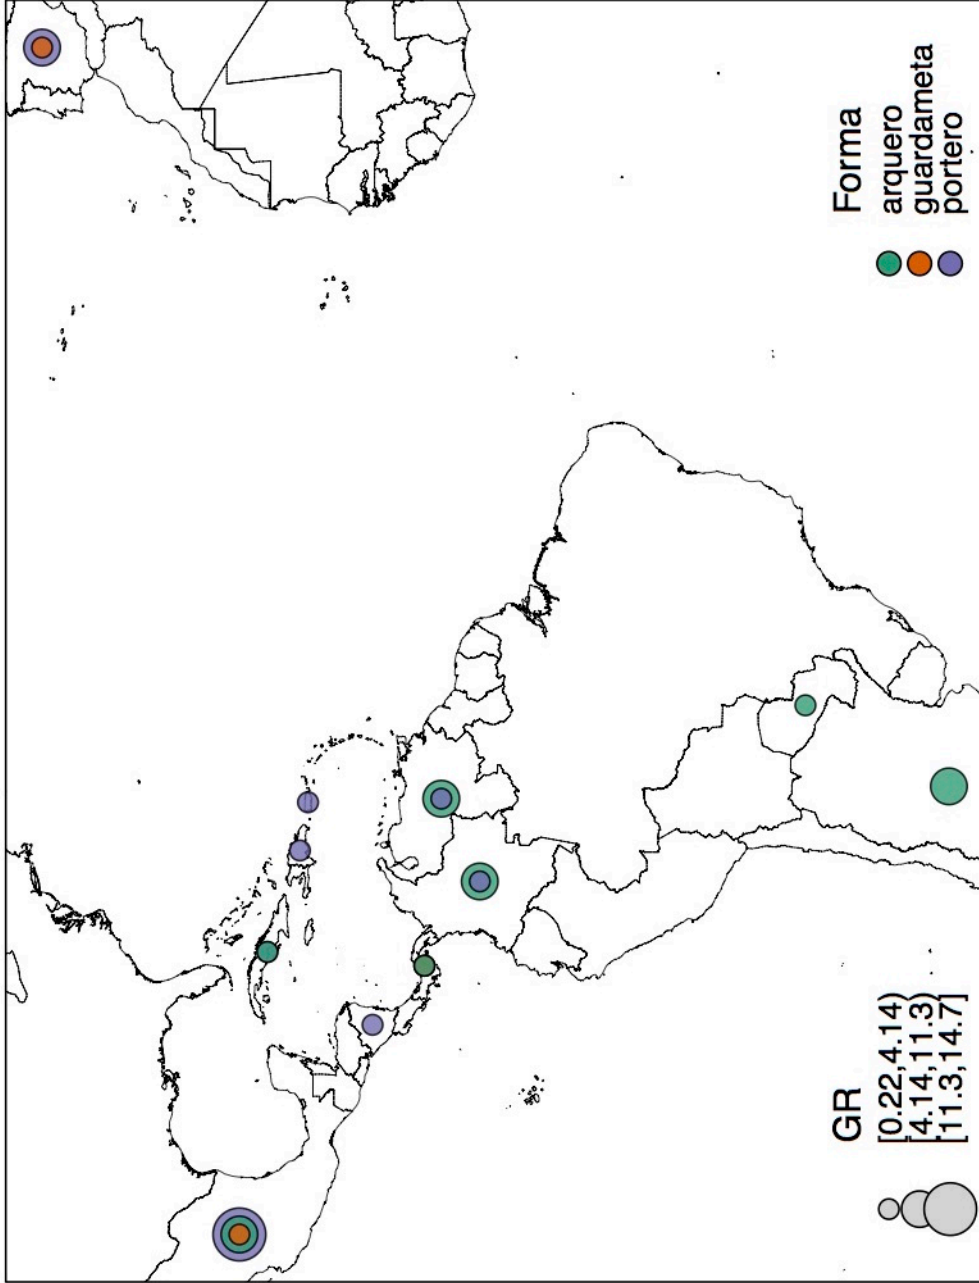 GR
[0.22,4.14)
[4.14,11.3)
[11.3,14.7]
Forma
arquero
guardameta
portero